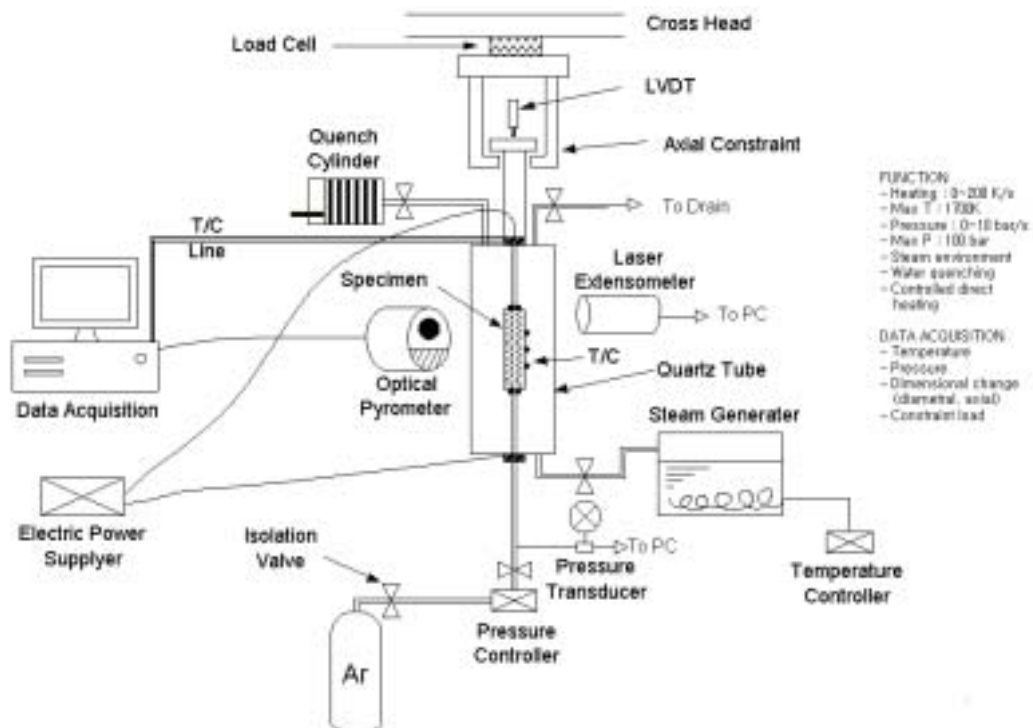 Cross Head
Load Cell
LVDT
Quench
Cylinder
Axial Constraint
To Drain
T/C
Line
Laser
Extensometer
Specimen
To PC
T/C
Optical
Pyrometer
Quartz Tube
Data Acquisition
Steam Generater
Electric Power
Supplyer
Isolation
Valve
To PC
Pressure
Transducer
Temperature
Controller
Pressure
Controller
Ar
FUNCTION
- Heating : 0~200 K/s
- Max T : 1700K
- Pressure : 0~10 bar/s
- Max P : 100 bar
- Steam environment
- Water quenching
- Controlled direct
heating
DATA ACQUISITION
- Temperature
- Pressure
- Dimensional change
(diametral, axial)
- Constraint load